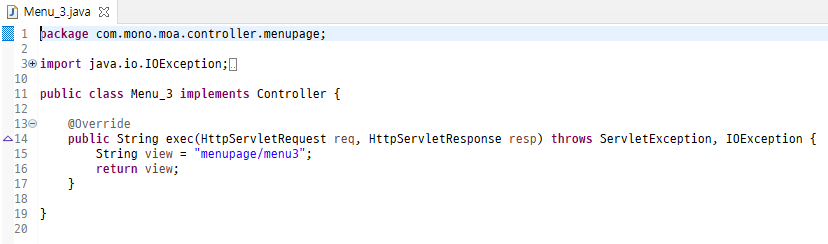 Menu_3.java
1 package com.mono.moa.controller.menupage;
2
3 import java.io.IOException;
10
11 public class Menu_3 implements Controller {
12
13 @Override
14 public String exec(HttpServletRequest req, HttpServletResponse resp) throws ServletException, IOException {
15 String view = "menupage/menu3";
16 return view;
17 }
18
19 }
20